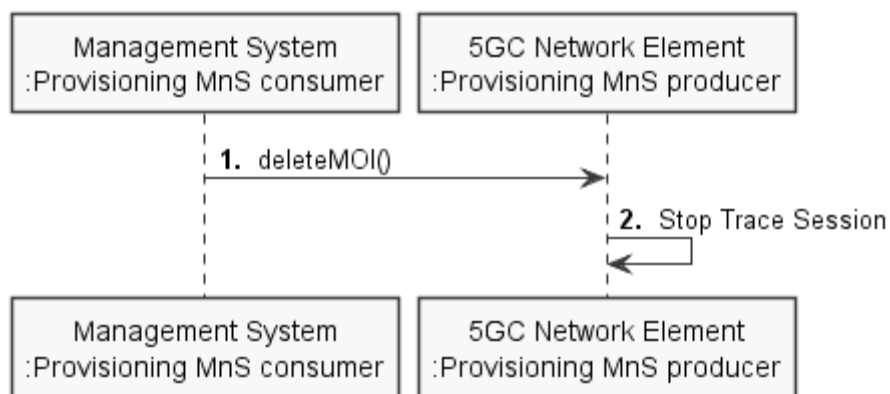 Management System
:Provisioning MnS consumer
5GC Network Element
:Provisioning MnS producer
1. deleteMOI()
2. Stop Trace Session
Management System
:Provisioning MnS consumer
5GC Network Element
:Provisioning MnS producer